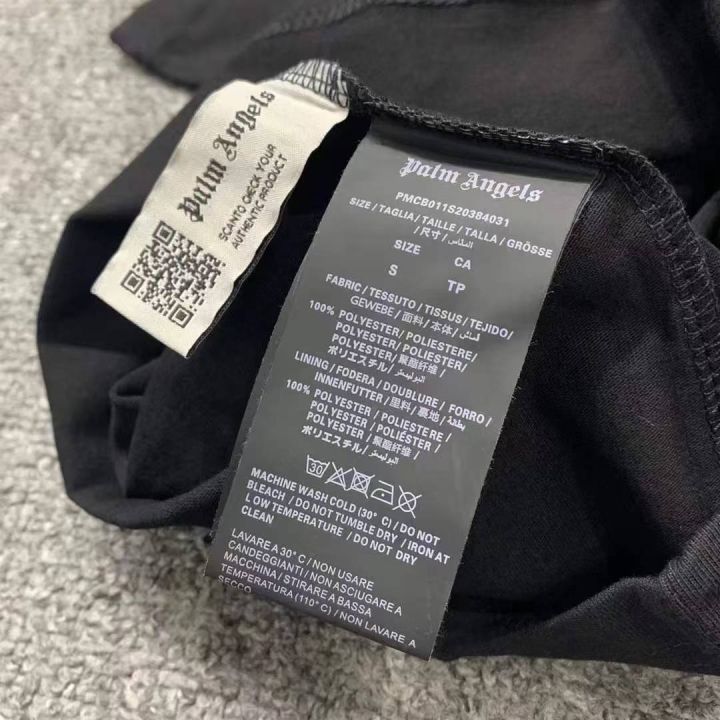 Palm Angels
SCAN TO CHECK YOUR
AUTHENTIC PRODUCT
Palm Angels
PMCB011S20384031
SIZE / TAGLIA / TAILLE / TALLA / GRÖSSE
/ 尺寸 / المقاس
SIZE CA
S TP
FABRIC / TESSUTO / TISSUS / TEJIDO /
GEWEBE / 面料 / 本体 / قماش
100% POLYESTER / POLIESTERE /
POLYESTER / POLIÉSTER /
POLYESTER / 聚酯纤维 /
ポリエステル / البوليستر
LINING / FODERA / DOUBLURE / FORRO /
INNENFUTTER / 里料 / 裏地 / بطانة
100% POLYESTER / POLIESTERE /
POLYESTER / POLIÉSTER /
POLYESTER / 聚酯纤维 /
ポリエステル / البوليستر
30
MACHINE WASH COLD (30° C) / DO NOT
BLEACH / DO NOT TUMBLE DRY / IRON AT
LOW TEMPERATURE / DO NOT DRY
CLEAN
LAVARE A 30° C / NON USARE
CANDEGGIANTI / NON ASCIUGARE A
MACCHINA / STIRARE A BASSA
TEMPERATURA (110° C) / NON LAVARE A
SECCO